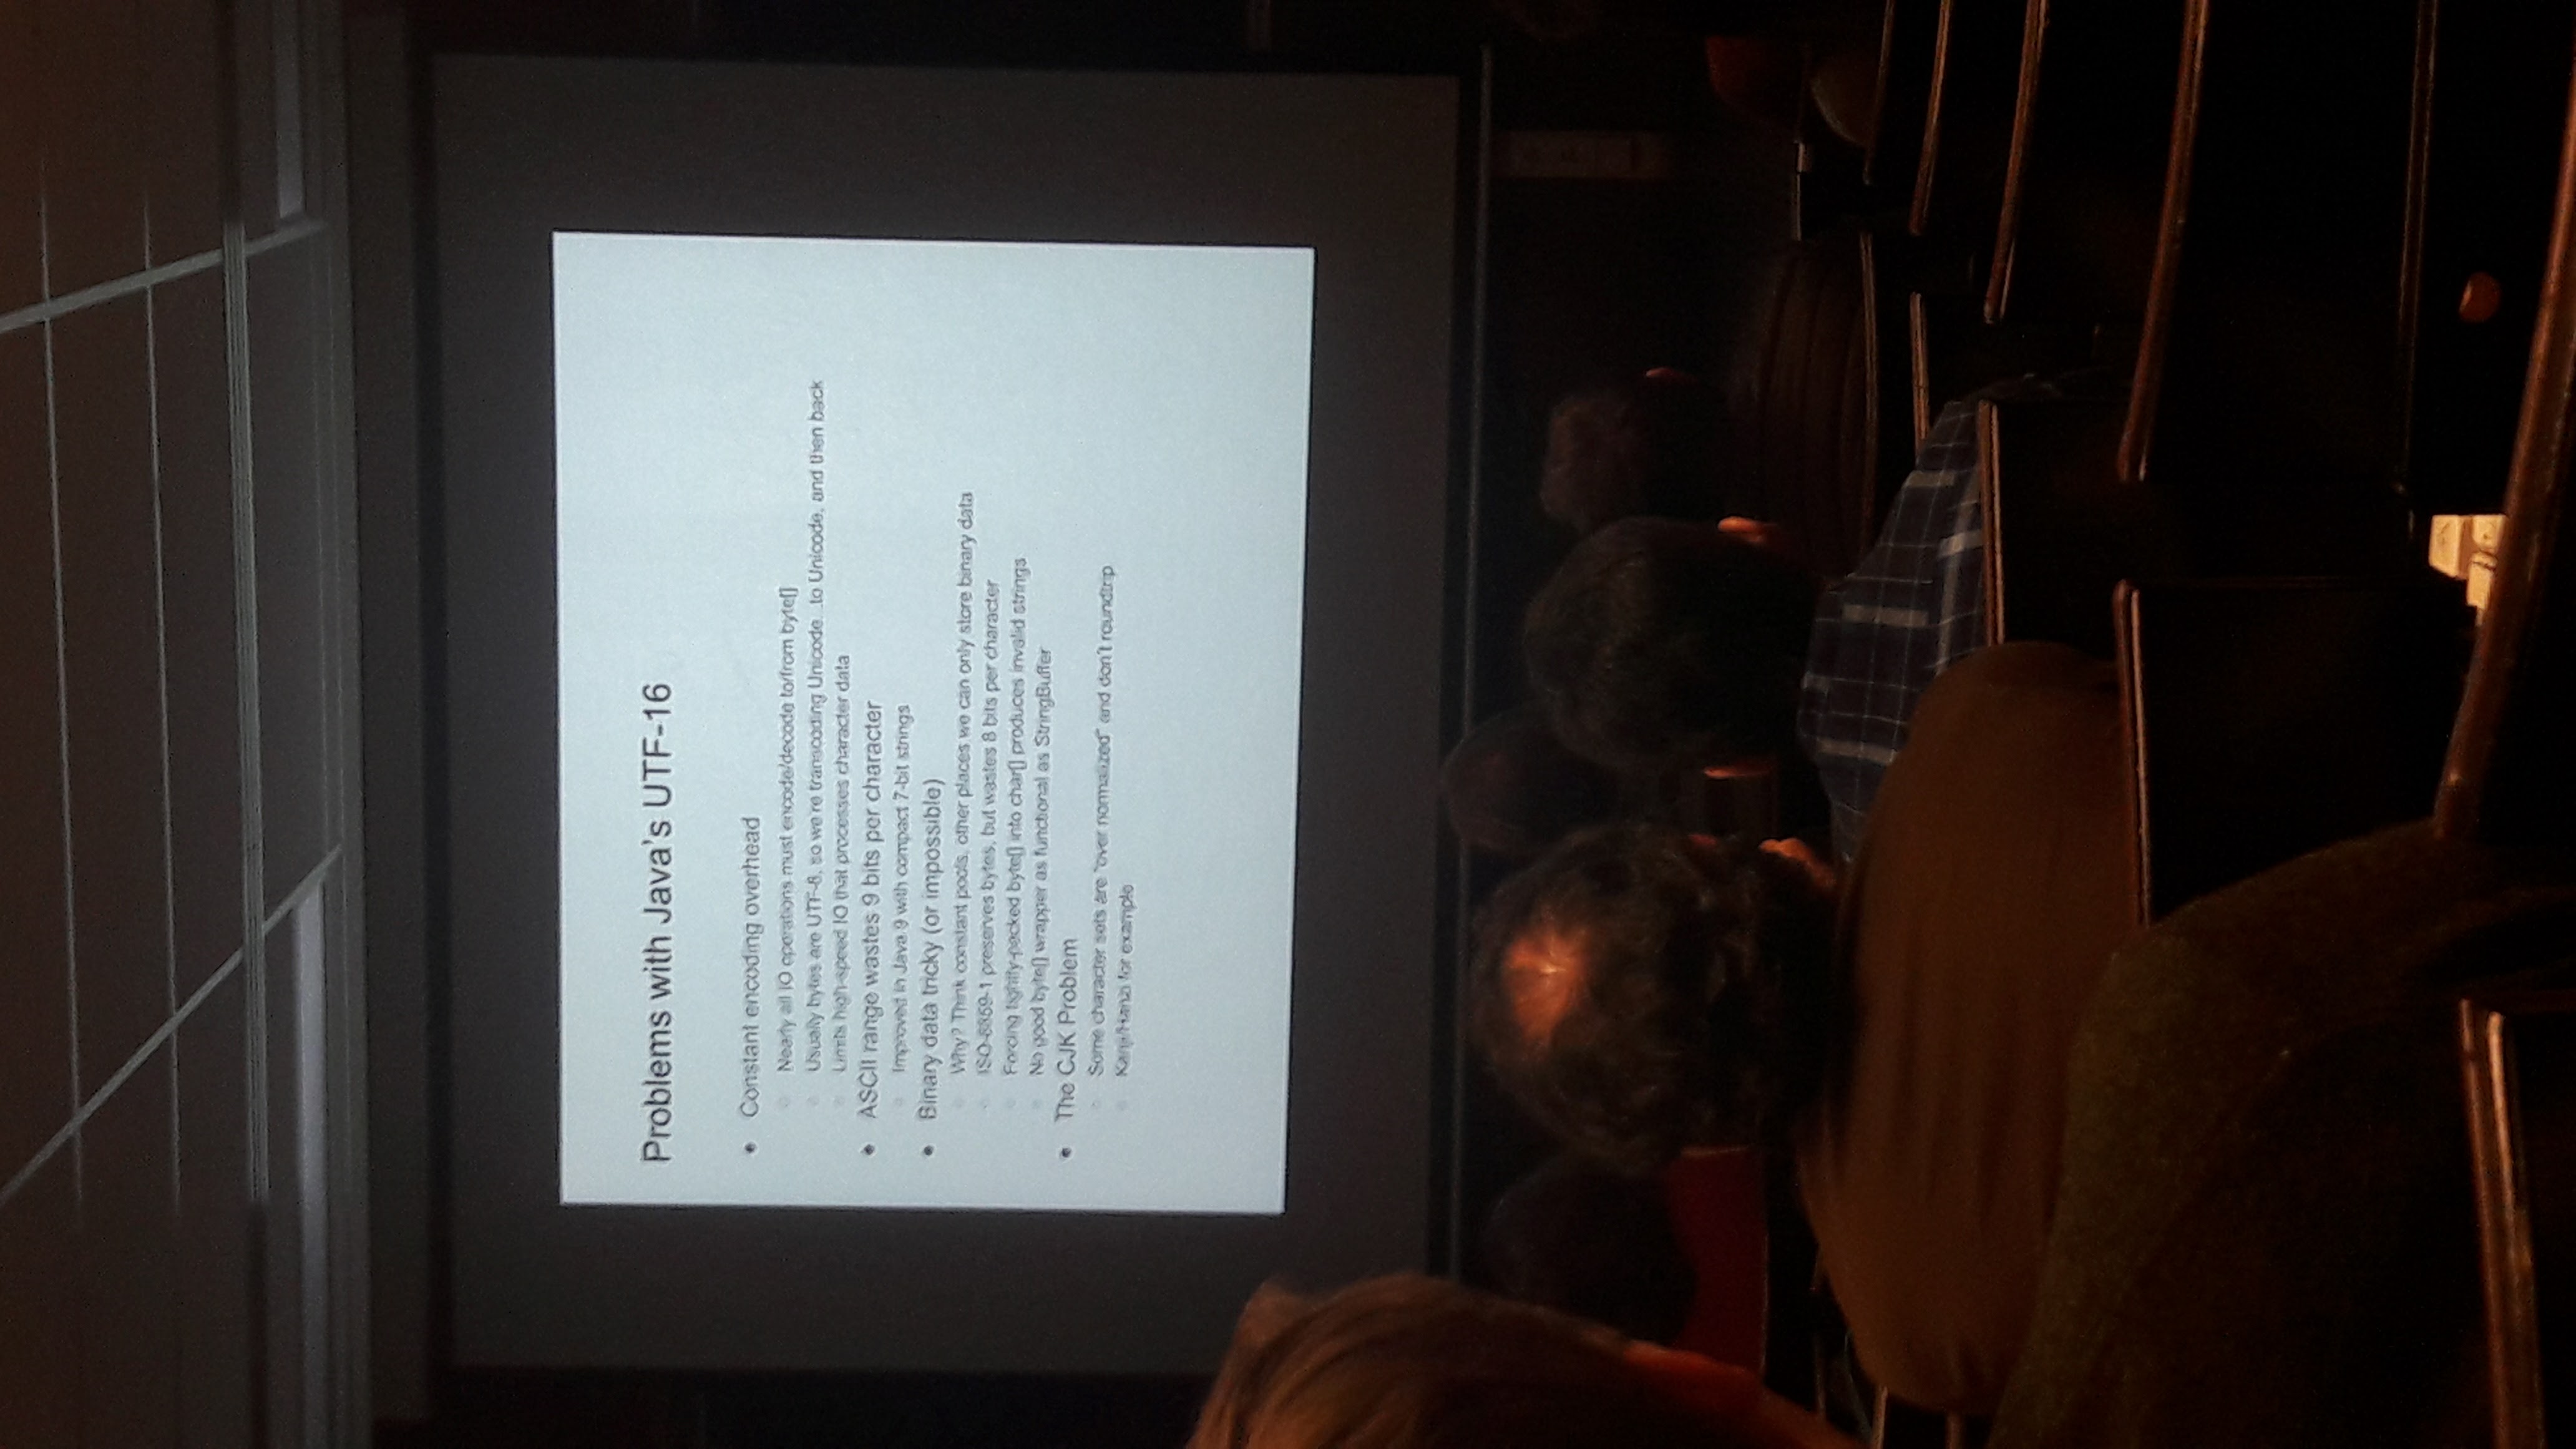 Problems with Java's UTF-16
● Constant encoding overhead
○ Nearly all IO operations must encode/decode to/from byte[]
○ Usually bytes are UTF-8, so we're transcoding Unicode...to Unicode, and then back
○ Limits high-speed IO that processes character data
● ASCII range wastes 9 bits per character
○ Improved in Java 9 with compact 7-bit strings
● Binary data tricky (or impossible)
○ Why? Think constant pools, other places we can only store binary data
○ ISO-8859-1 preserves bytes, but wastes 8 bits per character
○ Forcing tightly-packed byte[] into char[] produces invalid strings
○ No good byte[] wrapper as functional as StringBuffer
● The CJK Problem
○ Some character sets are "over normalized" and don't roundtrip
○ Kanji/Hanzi for example